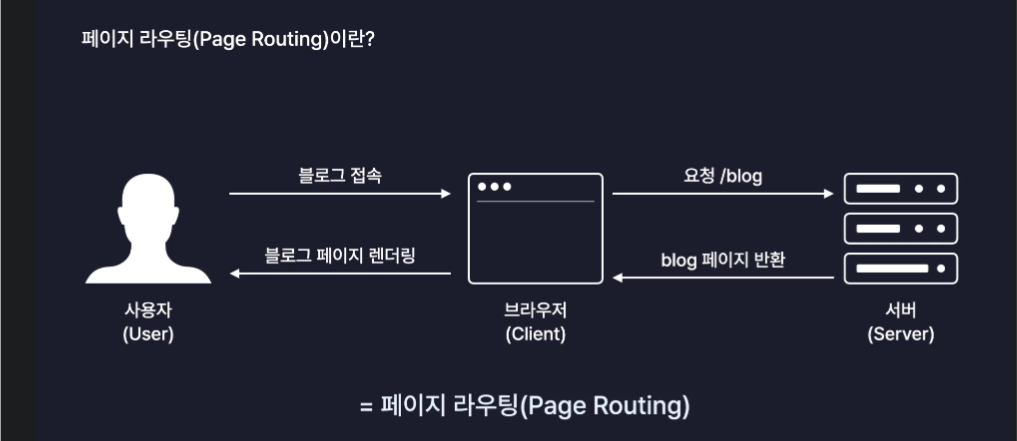 페이지 라우팅(Page Routing)이란?
블로그 접속
요청 /blog
블로그 페이지 렌더링
blog 페이지 반환
사용자
(User)
브라우저
(Client)
서버
(Server)
= 페이지 라우팅(Page Routing)